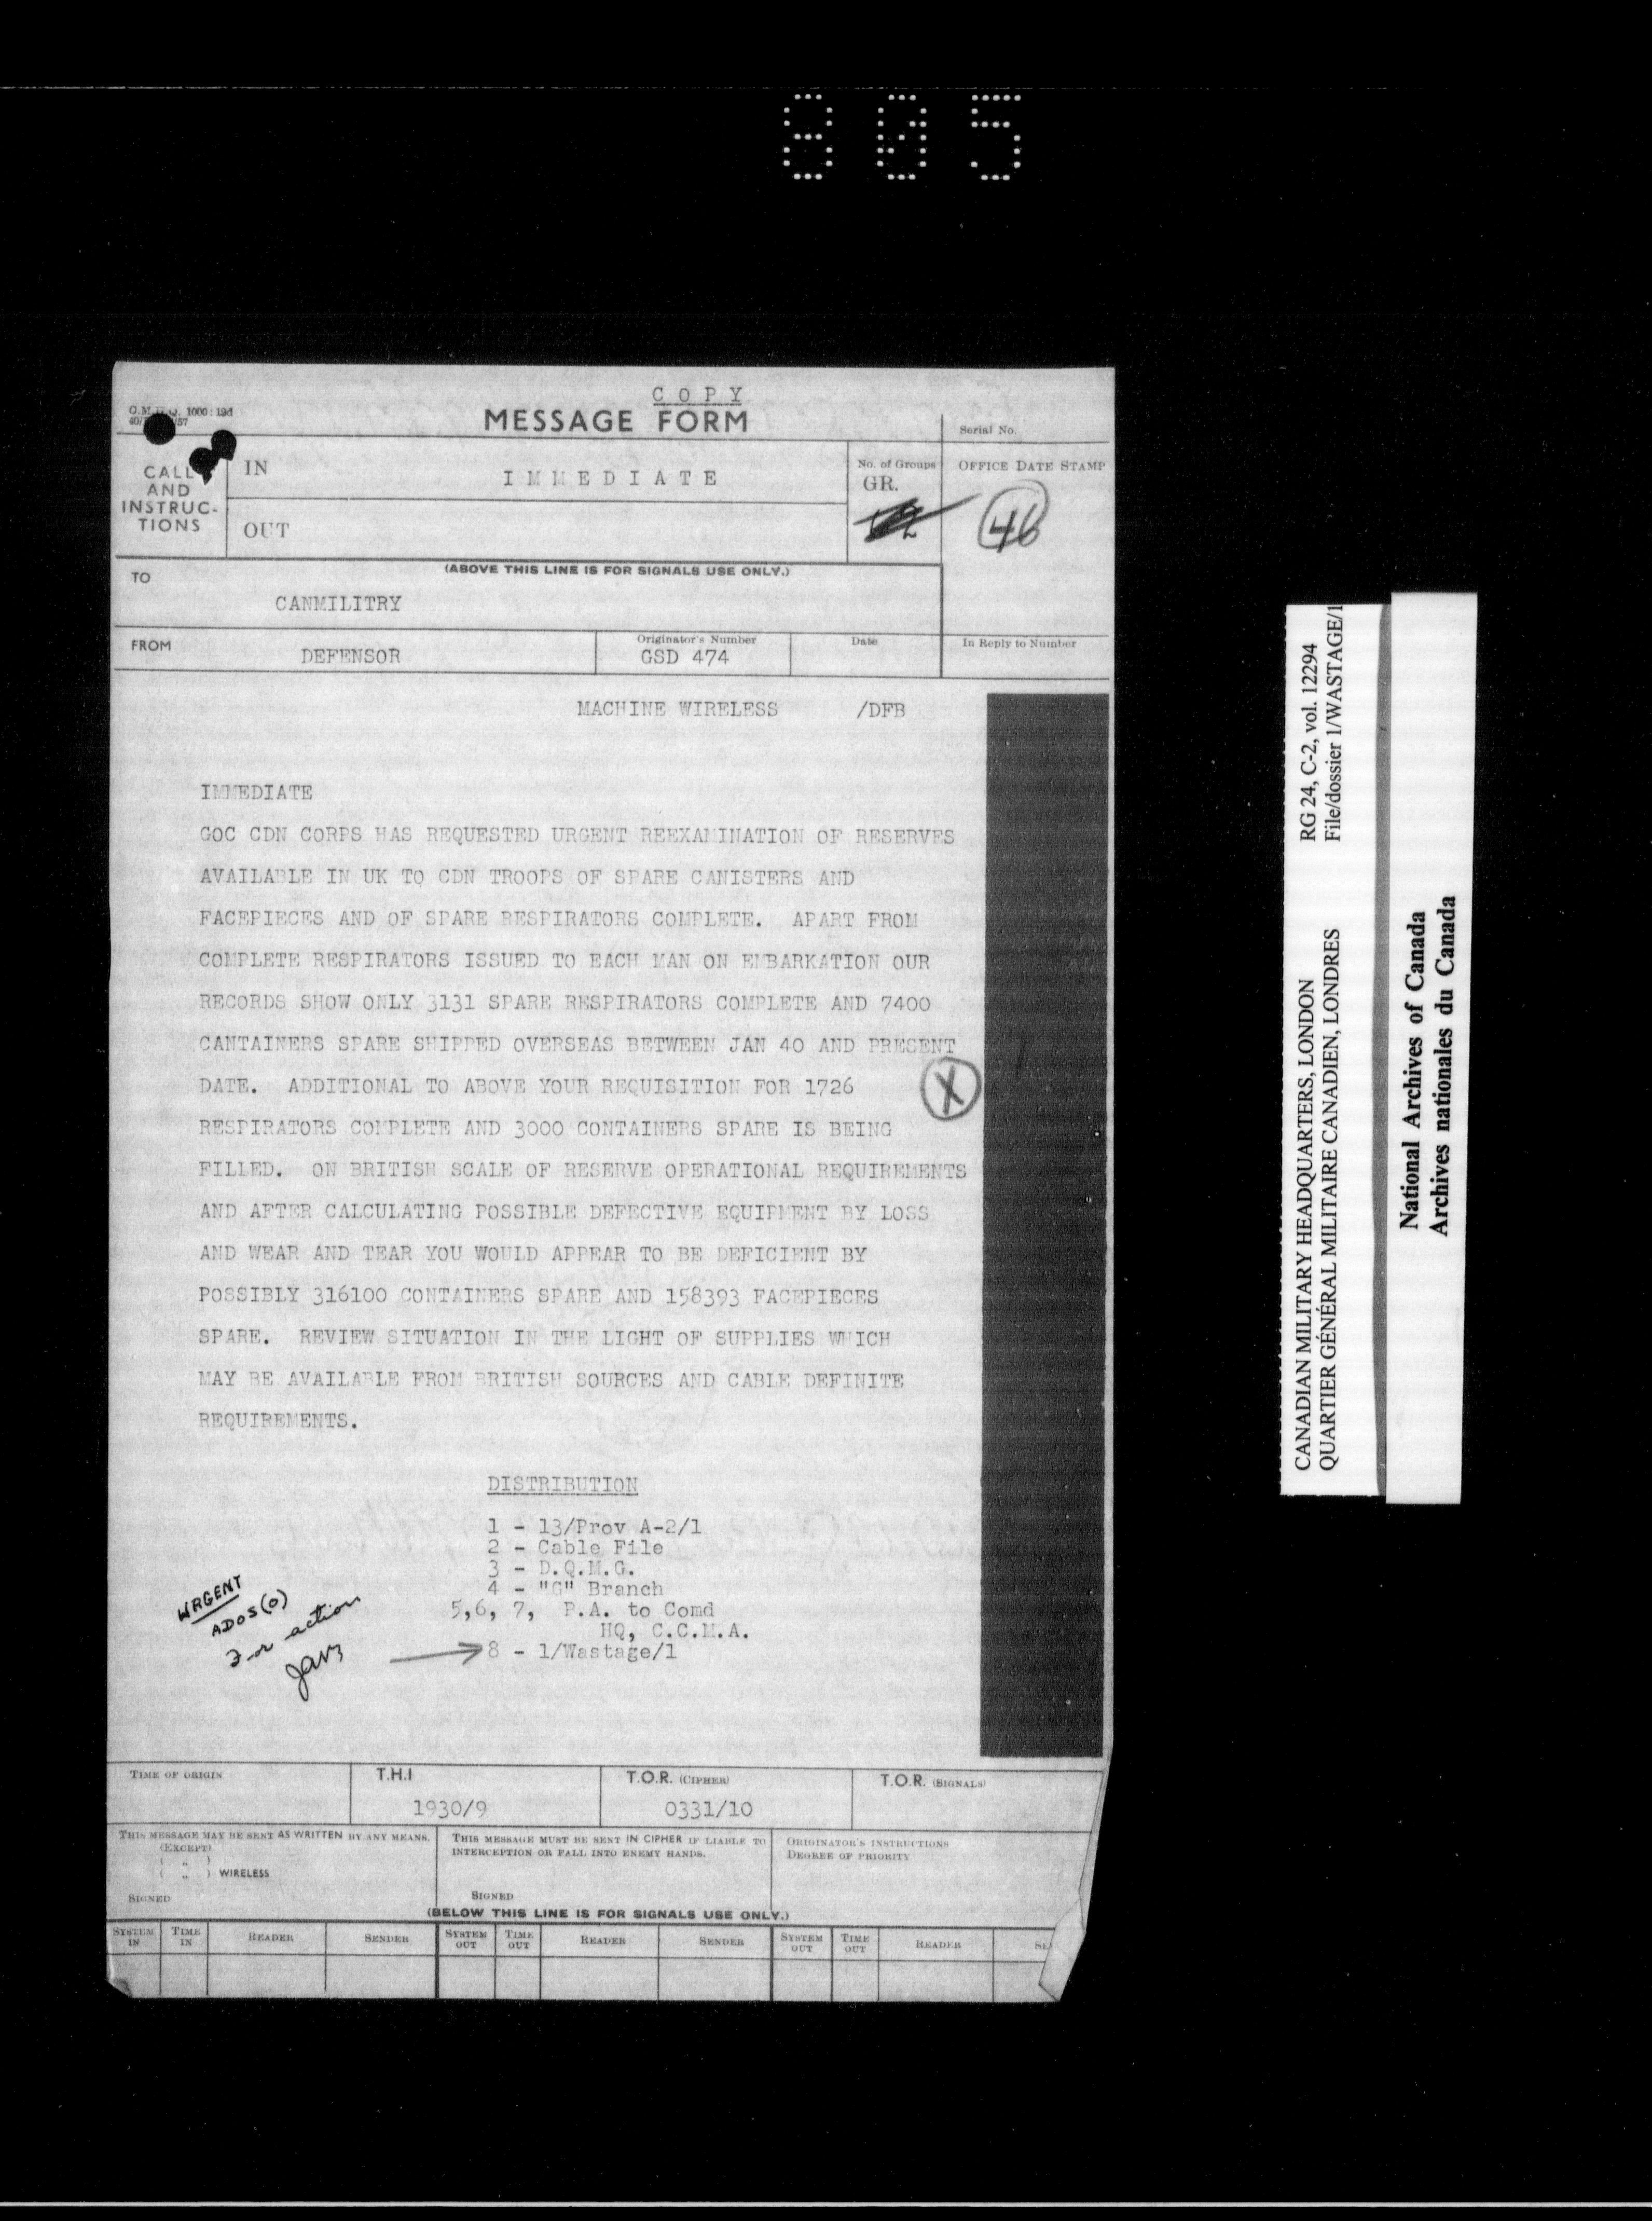 805
COPY
MESSAGE FORM
1000:
Serial No.
CALL
AND
INSTRUC-
TIONS
IN
IMMEDIATE
OUT
No. of Groups
GR.
OFFICE DATE STAMP
46
(ABOVE THIS LINE IS FOR SIGNALS USE ONLY.)
TO
CANMILITRY
FROM
DEFENSOR
Originator's Number
GSD 474
Date
In Reply to Number
MACHINE WIRELESS /DFB
IMMEDIATE
GOC CDN CORPS HAS REQUESTED URGENT REEXAMINATION OF RESERVES
AVAILABLE IN UK TO CDN TROOPS OF SPARE CANISTERS AND
FACEPIECES AND OF SPARE RESPIRATORS COMPLETE. APART FROM
COMPLETE RESPIRATORS ISSUED TO EACH MAN ON EMBARKATION OUR
RECORDS SHOW ONLY 3131 SPARE RESPIRATORS COMPLETE AND 7400
CANTAINERS SPARE SHIPPED OVERSEAS BETWEEN JAN 40 AND PRESENT
DATE. ADDITIONAL TO ABOVE YOUR REQUISITION FOR 1726
X
RESPIRATORS COMPLETE AND 3000 CONTAINERS SPARE IS BEING
FILLED. ON BRITISH SCALE OF RESERVE OPERATIONAL REQUIREMENTS
AND AFTER CALCULATING POSSIBLE DEFECTIVE EQUIPMENT BY LOSS
AND WEAR AND TEAR YOU WOULD APPEAR TO BE DEFICIENT BY
POSSIBLY 316100 CONTAINERS SPARE AND 158393 FACEPIECES
SPARE. REVIEW SITUATION IN THE LIGHT OF SUPPLIES WHICH
MAY BE AVAILABLE FROM BRITISH SOURCES AND CABLE DEFINITE
REQUIREMENTS.
DISTRIBUTION
1 - 13/Prov A-2/1
2 - Cable File
3 - D.Q.M.G.
4 - "G" Branch
5,6, 7, P.A. to Comd
HQ, C.C.M.A.
8 - 1/Wastage/1
URGENT
ADOS(O)
For action
TIME OF ORIGIN
T.H.I
1930/9
T.O.R. (CIPHER)
0331/10
T.O.R. (SIGNALS)
THIS MESSAGE MAY BE SENT AS WRITTEN BY ANY MEANS.
(EXCEPT)
( " )
( " ) WIRELESS
SIGNED
THIS MESSAGE MUST BE SENT IN CIPHER IF LIABLE TO
INTERCEPTION OR FALL INTO ENEMY HANDS.
SIGNED
ORIGINATOR'S INSTRUCTIONS
DEGREE OF PRIORITY
(BELOW THIS LINE IS FOR SIGNALS USE ONLY.)
SYSTEM IN TIME IN READER SENDER SYSTEM OUT TIME OUT READER SENDER SYSTEM OUT TIME OUT READER
CANADIAN MILITARY HEADQUARTERS, LONDON RG 24, C-2, vol. 12294
QUARTIER GÉNÉRAL MILITAIRE CANADIEN, LONDRES File/dossier 1/WASTAGE/1
National Archives of Canada
Archives nationales du Canada